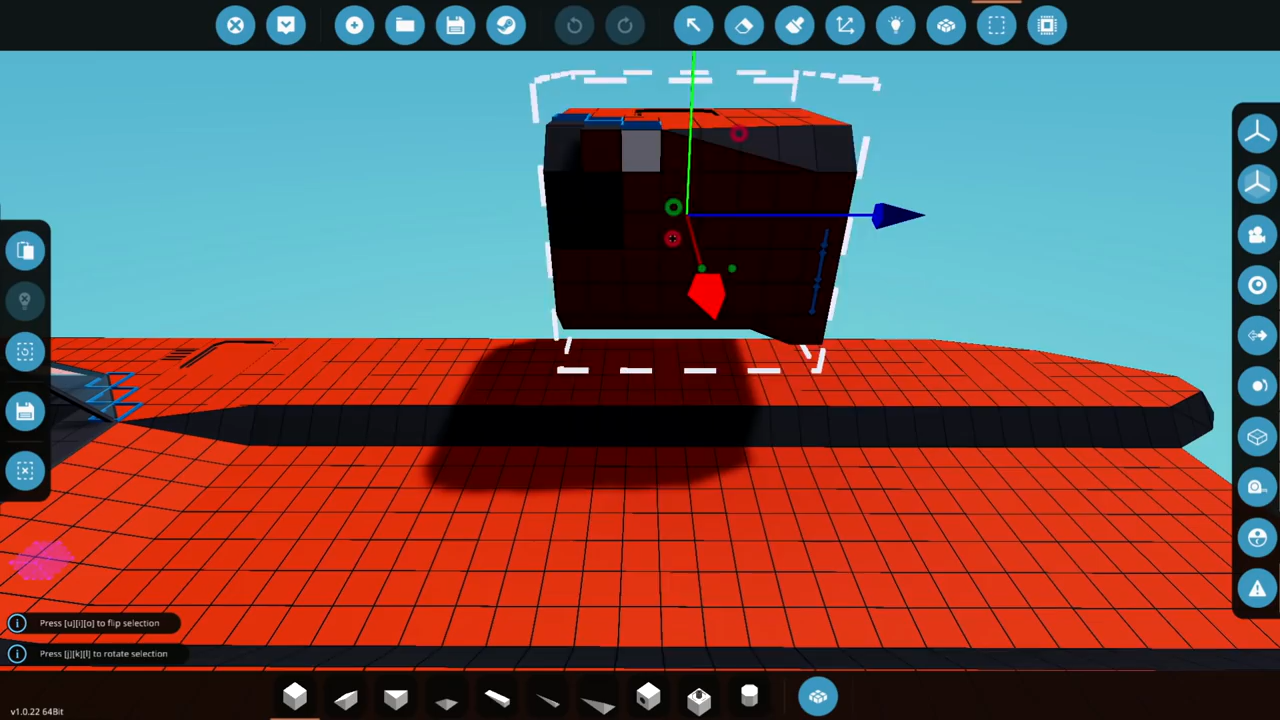 Press [u][i][o] to flip selection
Press [j][k][l] to rotate selection
v1.0.22 64Bit